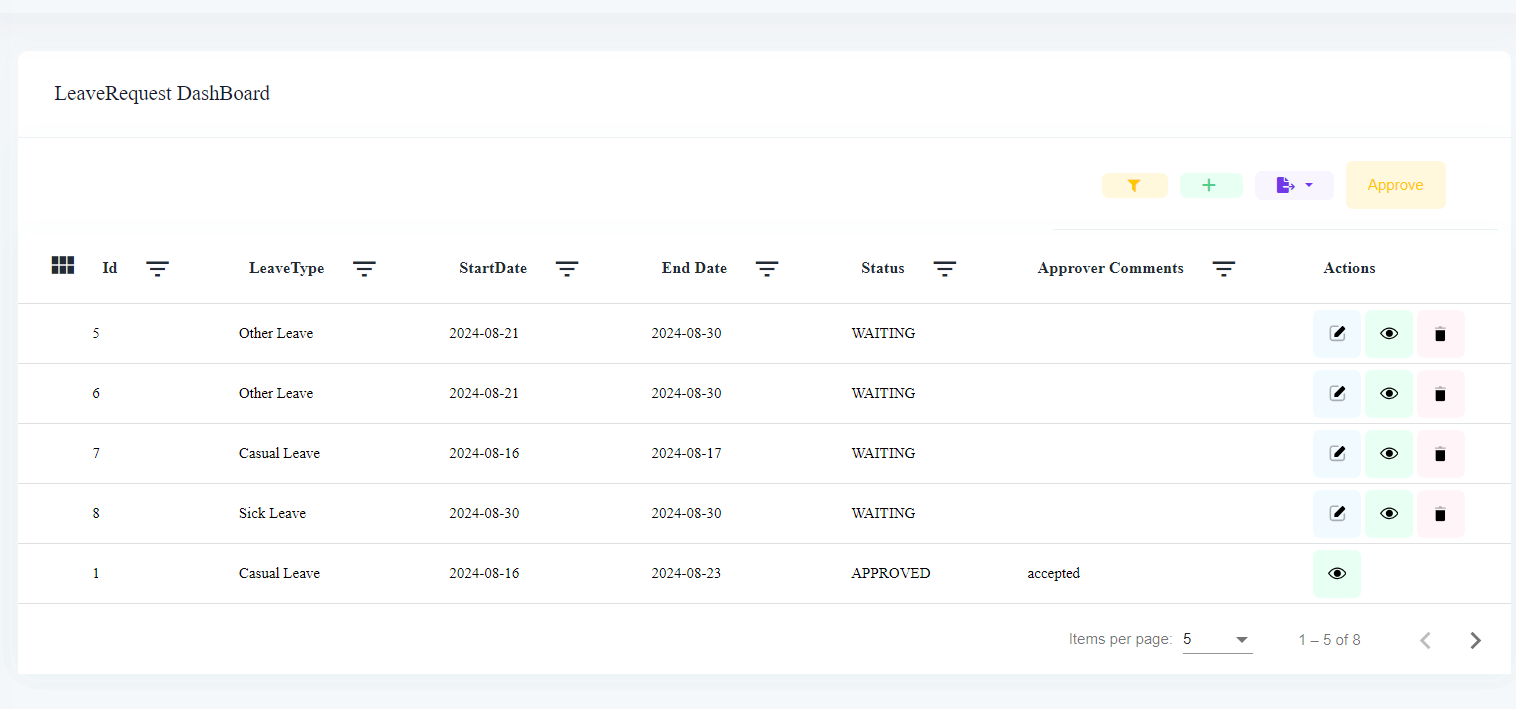 LeaveRequest DashBoard
Approve
Id LeaveType StartDate End Date Status Approver Comments Actions
5 Other Leave 2024-08-21 2024-08-30 WAITING
6 Other Leave 2024-08-21 2024-08-30 WAITING
7 Casual Leave 2024-08-16 2024-08-17 WAITING
8 Sick Leave 2024-08-30 2024-08-30 WAITING
1 Casual Leave 2024-08-16 2024-08-23 APPROVED accepted
Items per page: 5 1 – 5 of 8